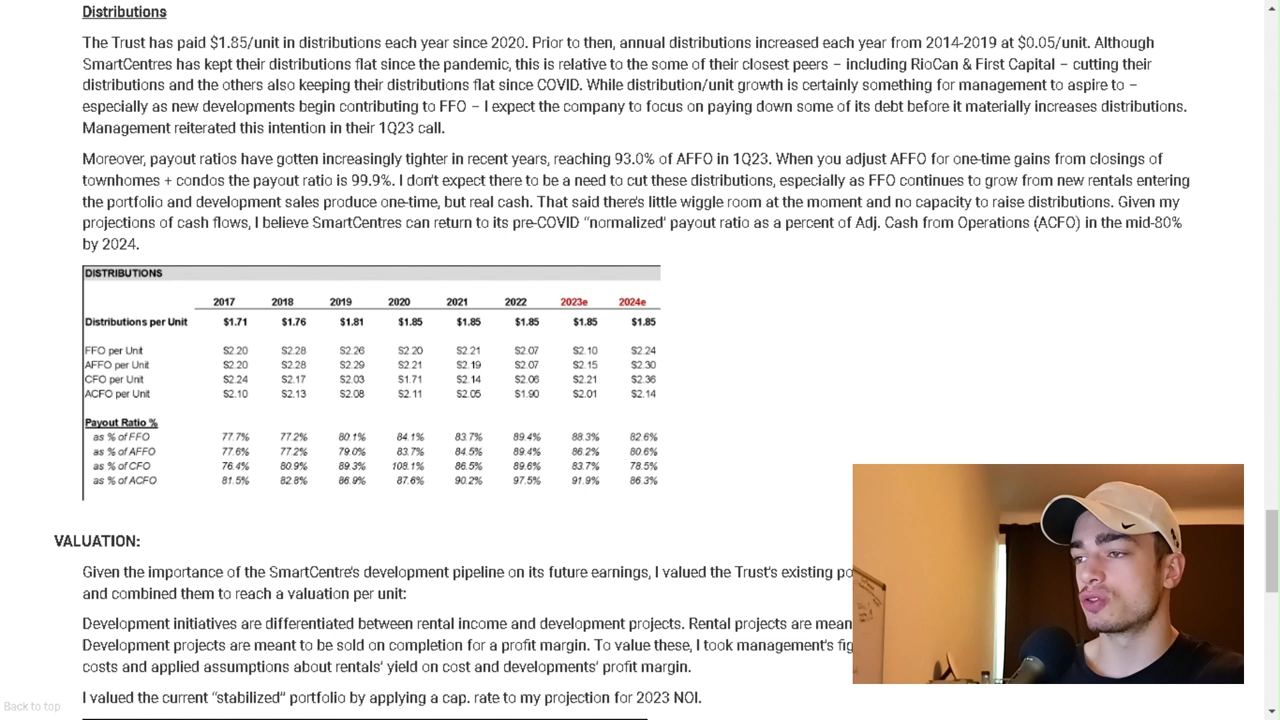 Distributions
The Trust has paid $1.85/unit in distributions each year since 2020. Prior to then, annual distributions increased each year from 2014-2019 at $0.05/unit. Although
SmartCentres has kept their distributions flat since the pandemic, this is relative to the some of their closest peers – including RioCan & First Capital – cutting their
distributions and the others also keeping their distributions flat since COVID. While distribution/unit growth is certainly something for management to aspire to –
especially as new developments begin contributing to FFO – I expect the company to focus on paying down some of its debt before it materially increases distributions.
Management reiterated this intention in their 1Q23 call.
Moreover, payout ratios have gotten increasingly tighter in recent years, reaching 93.0% of AFFO in 1Q23. When you adjust AFFO for one-time gains from closings of
townhomes + condos the payout ratio is 99.9%. I don't expect there to be a need to cut these distributions, especially as FFO continues to grow from new rentals entering
the portfolio and development sales produce one-time, but real cash. That said there's little wiggle room at the moment and no capacity to raise distributions. Given my
projections of cash flows, I believe SmartCentres can return to its pre-COVID "normalized' payout ratio as a percent of Adj. Cash from Operations (ACFO) in the mid-80%
by 2024.
DISTRIBUTIONS
2017 2018 2019 2020 2021 2022 2023e 2024e
Distributions per Unit $1.71 $1.76 $1.81 $1.85 $1.85 $1.85 $1.85 $1.85
FFO per Unit $2.20 $2.28 $2.26 $2.20 $2.21 $2.07 $2.10 $2.24
AFFO per Unit $2.20 $2.28 $2.29 $2.21 $2.19 $2.07 $2.15 $2.30
CFO per Unit $2.24 $2.17 $2.03 $1.71 $2.14 $2.06 $2.21 $2.36
ACFO per Unit $2.10 $2.13 $2.08 $2.11 $2.05 $1.90 $2.01 $2.14
Payout Ratio %
as % of FFO 77.7% 77.2% 80.1% 84.1% 83.7% 89.4% 88.3% 82.6%
as % of AFFO 77.6% 77.2% 79.0% 83.7% 84.5% 89.4% 86.2% 80.6%
as % of CFO 76.4% 80.9% 89.3% 108.1% 86.5% 89.6% 83.7% 78.5%
as % of ACFO 81.5% 82.8% 86.9% 87.6% 90.2% 97.5% 91.9% 86.3%
VALUATION:
Given the importance of the SmartCentre's development pipeline on its future earnings, I valued the Trust's existing po
and combined them to reach a valuation per unit:
Development initiatives are differentiated between rental income and development projects. Rental projects are mean
Development projects are meant to be sold on completion for a profit margin. To value these, I took management's fig
costs and applied assumptions about rentals' yield on cost and developments' profit margin.
I valued the current "stabilized" portfolio by applying a cap. rate to my projection for 2023 NOI.
Back to top